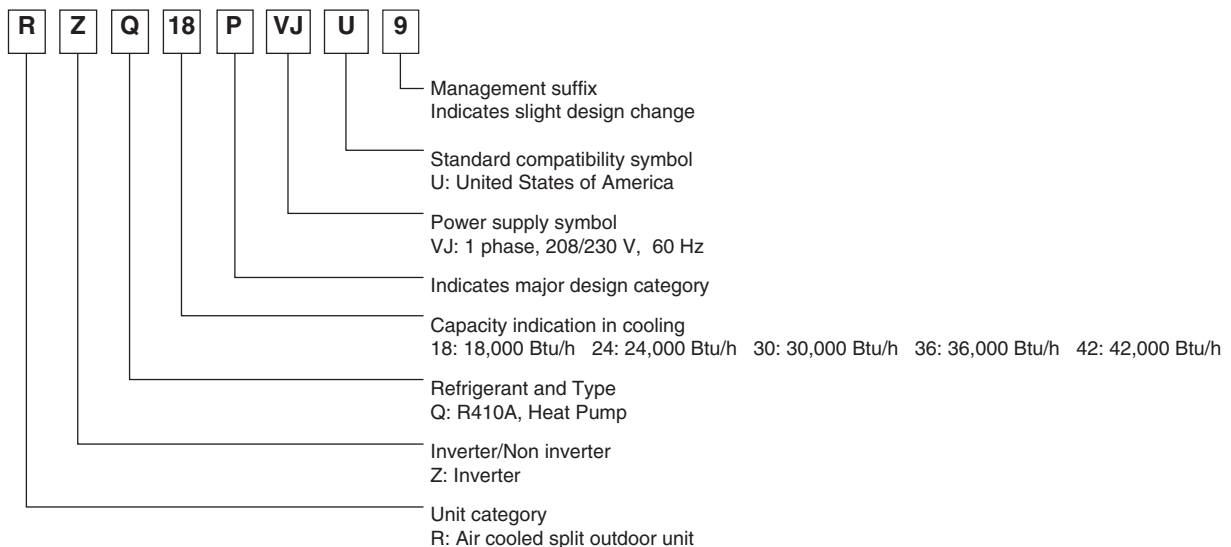 R Z Q 18 P VJ U 9
Management suffix
Indicates slight design change
Standard compatibility symbol
U: United States of America
Power supply symbol
VJ: 1 phase, 208/230 V, 60 Hz
Indicates major design category
Capacity indication in cooling
18: 18,000 Btu/h 24: 24,000 Btu/h 30: 30,000 Btu/h 36: 36,000 Btu/h 42: 42,000 Btu/h
Refrigerant and Type
Q: R410A, Heat Pump
Inverter/Non inverter
Z: Inverter
Unit category
R: Air cooled split outdoor unit